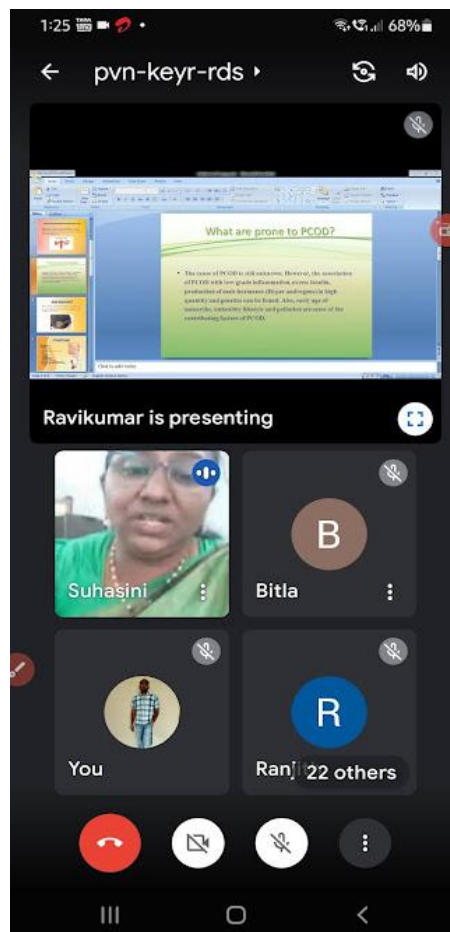 1:25
68%
pvn-keyr-rds
What are prone to PCOD?
• The cause of PCOD is still unknown. However, the association
of PCOD with low grade inflammation, excess insulin,
production of male hormones (Hyper androgens) in high
quantity and genetics can be found. Also, early age of
menarche, unhealthy lifestyle and pollution are some of the
contributing factors of PCOD.
Click to add notes
Ravikumar is presenting
Suhasini
B
Bitla
You
R
22 others